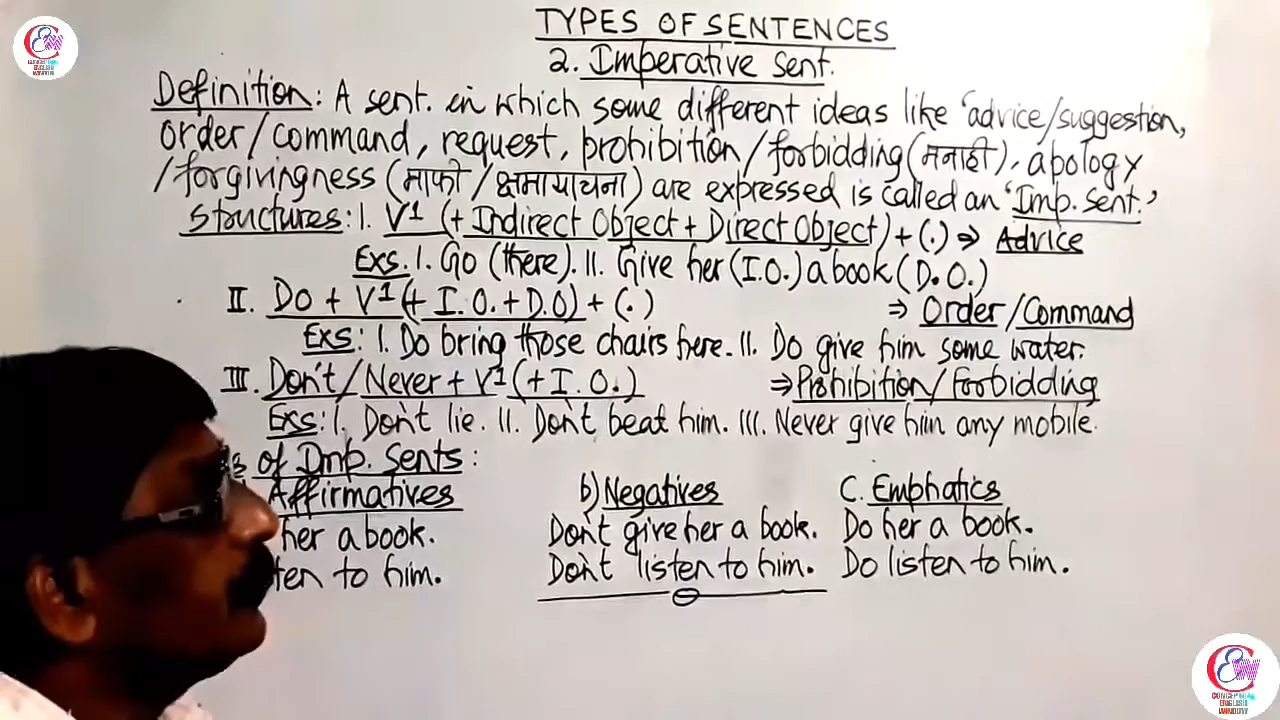 TYPES OF SENTENCES
2. Imperative Sent.
Definition: A sent. in which some different ideas like 'advice/suggestion,
order/command, request, prohibition/forbidding (मनाही), apology
/forgivingness (माफी/क्षमायाचना) are expressed is called an 'Imp. sent.'
Structures: I. V¹ (+ Indirect Object + Direct Object) + (.) ⇒ Advice
Exs. I. Go (there). II. Give her (I.O.) a book (D.O.)
II. Do + V¹ (+ I.O. + D.O) + (.) ⇒ Order/Command
Exs: I. Do bring those chairs here. II. Do give him some water.
III. Don't/Never + V¹ (+ I.O.) ⇒ Prohibition/Forbidding
Exs: I. Don't lie. II. Don't beat him. III. Never give him any mobile.
of Imp. Sents:
Affirmatives b) Negatives C. Emphatics
her a book. Don't give her a book. Do her a book.
ten to him. Don't listen to him. Do listen to him.
CONCEPTUAL
ENGLISH
WINDOW